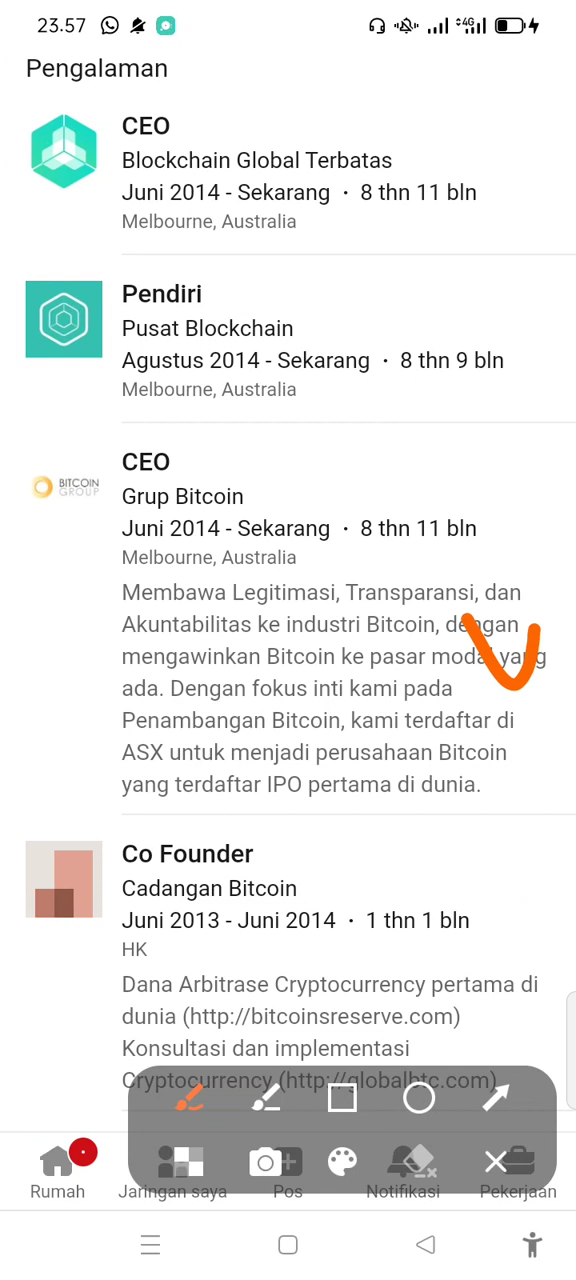 23.57
4G
Pengalaman
CEO
Blockchain Global Terbatas
Juni 2014 - Sekarang · 8 thn 11 bln
Melbourne, Australia
Pendiri
Pusat Blockchain
Agustus 2014 - Sekarang · 8 thn 9 bln
Melbourne, Australia
BITCOIN
GROUP
CEO
Grup Bitcoin
Juni 2014 - Sekarang · 8 thn 11 bln
Melbourne, Australia
Membawa Legitimasi, Transparansi, dan
Akuntabilitas ke industri Bitcoin, dengan
mengawinkan Bitcoin ke pasar modal yang
ada. Dengan fokus inti kami pada
Penambangan Bitcoin, kami terdaftar di
ASX untuk menjadi perusahaan Bitcoin
yang terdaftar IPO pertama di dunia.
Co Founder
Cadangan Bitcoin
Juni 2013 - Juni 2014 · 1 thn 1 bln
HK
Dana Arbitrase Cryptocurrency pertama di
dunia (http://bitcoinsreserve.com)
Konsultasi dan implementasi
Cryptocurrency (http://globalbtc.com)
Rumah
Jaringan saya
Pos
Notifikasi
Pekerjaan